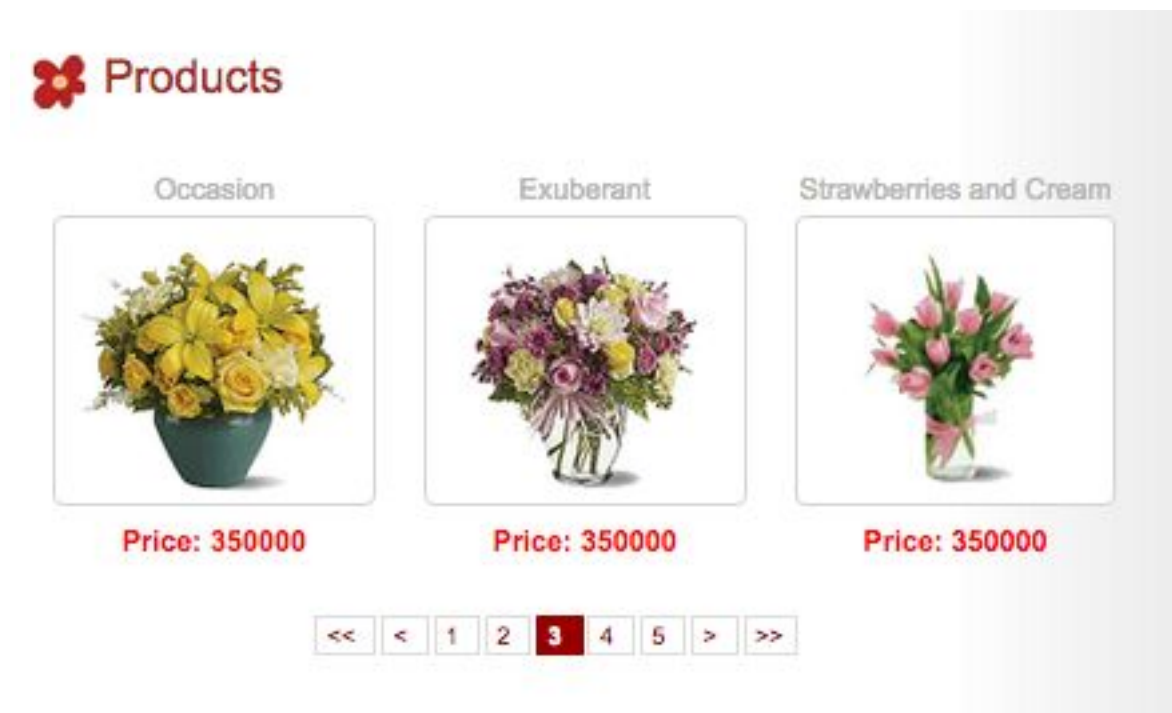 Products
Occasion Exuberant Strawberries and Cream
Price: 350000 Price: 350000 Price: 350000
<< < 1 2 3 4 5 > >>